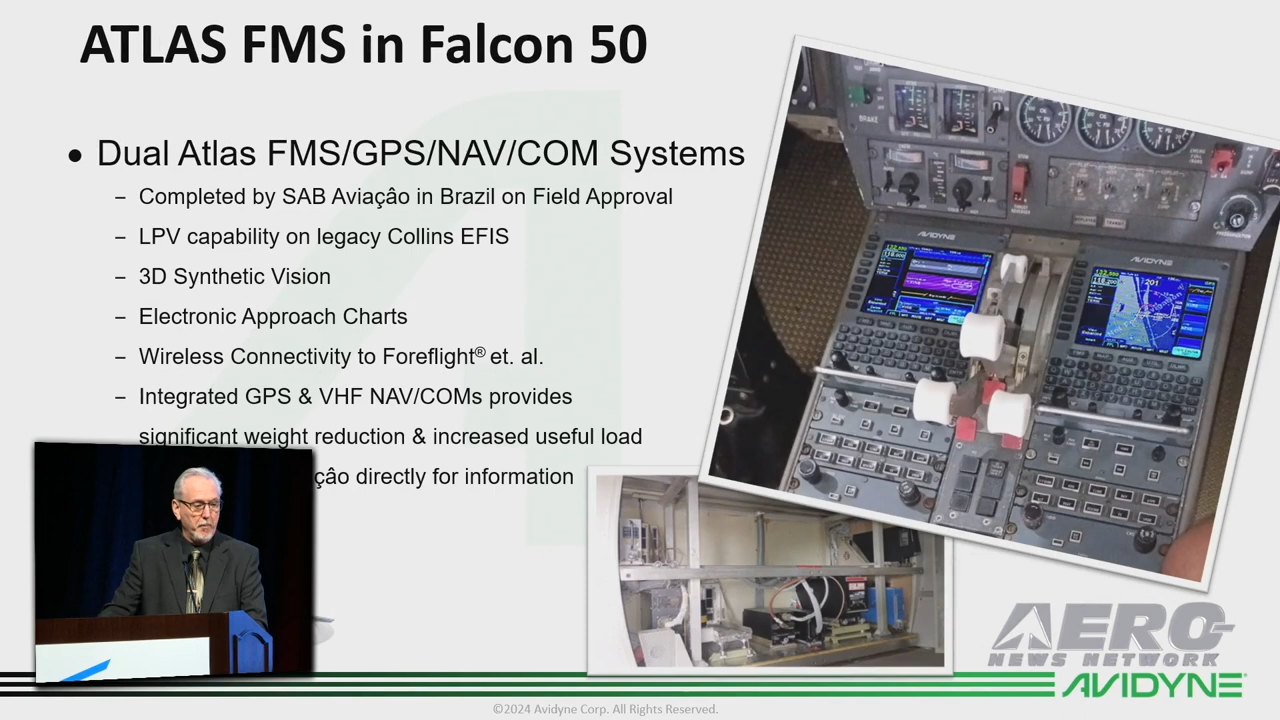 ATLAS FMS in Falcon 50
● Dual Atlas FMS/GPS/NAV/COM Systems
– Completed by SAB Aviaçâo in Brazil on Field Approval
– LPV capability on legacy Collins EFIS
– 3D Synthetic Vision
– Electronic Approach Charts
– Wireless Connectivity to Foreflight® et. al.
– Integrated GPS & VHF NAV/COMs provides
significant weight reduction & increased useful load
çâo directly for information
BRAKE
AVIDYNE
AVIDYNE
201
AERO
NEWS NETWORK
AVIDYNE
©2024 Avidyne Corp. All Rights Reserved.